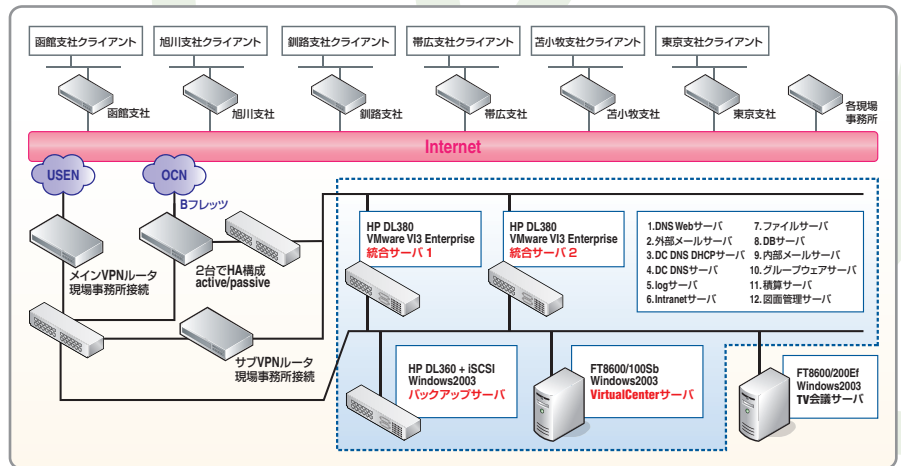 函館支社クライアント
旭川支社クライアント
釧路支社クライアント
帯広支社クライアント
苫小牧支社クライアント
東京支社クライアント
函館支社
旭川支社
釧路支社
帯広支社
苫小牧支社
東京支社
各現場
事務所
Internet
USEN
OCN
Bフレッツ
メインVPNルータ
現場事務所接続
2台でHA構成
active/passive
サブVPNルータ
現場事務所接続
HP DL380
VMware VI3 Enterprise
統合サーバ 1
HP DL380
VMware VI3 Enterprise
統合サーバ 2
1.DNS Webサーバ
2.外部メールサーバ
3.DC DNS DHCPサーバ
4.DC DNSサーバ
5.logサーバ
6.Intranetサーバ
7.ファイルサーバ
8.DBサーバ
9.内部メールサーバ
10.グループウェアサーバ
11.積算サーバ
12.図面管理サーバ
HP DL360 + iSCSI
Windows2003
バックアップサーバ
FT8600/100Sb
Windows2003
VirtualCenterサーバ
FT8600/200Ef
Windows2003
TV会議サーバ